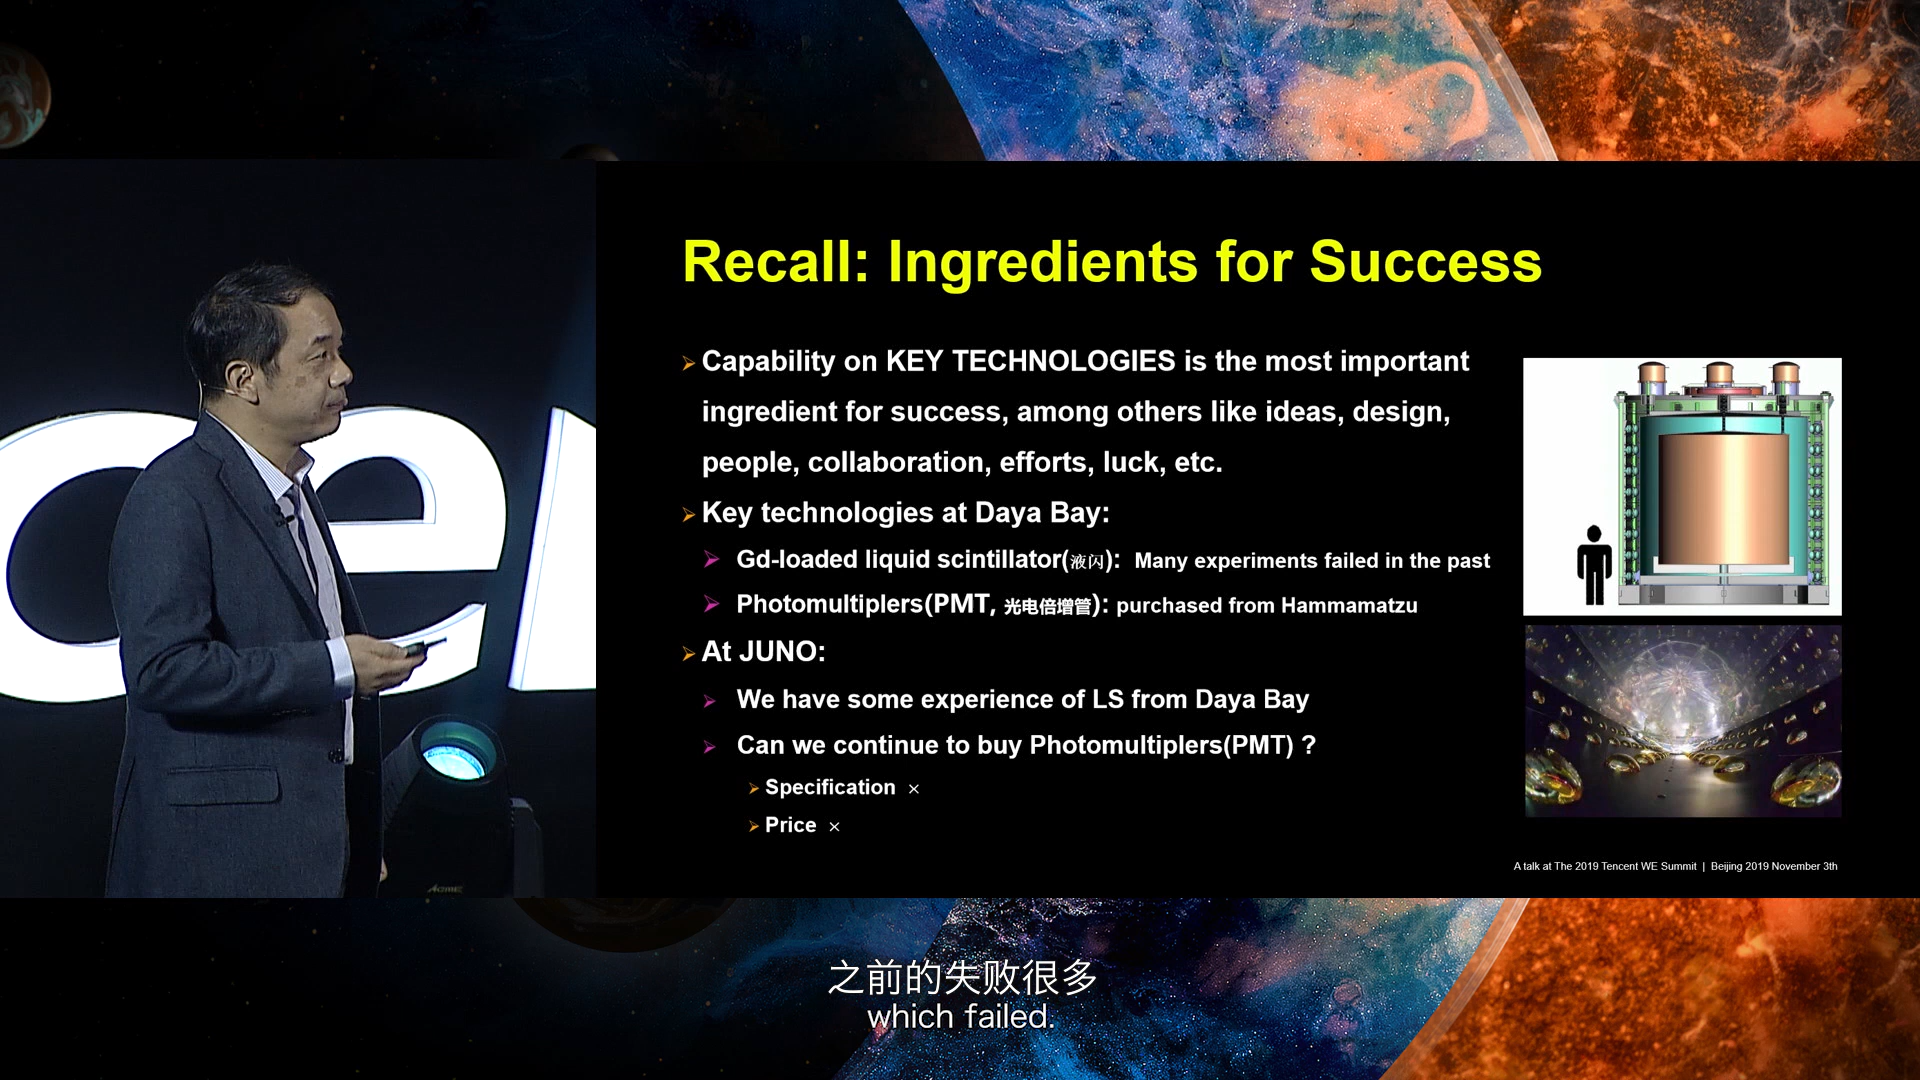 Recall: Ingredients for Success
➢ Capability on KEY TECHNOLOGIES is the most important
ingredient for success, among others like ideas, design,
people, collaboration, efforts, luck, etc.
➢ Key technologies at Daya Bay:
➢ Gd-loaded liquid scintillator(液闪): Many experiments failed in the past
➢ Photomultiplers(PMT, 光电倍增管): purchased from Hammamatzu
➢ At JUNO:
➢ We have some experience of LS from Daya Bay
➢ Can we continue to buy Photomultiplers(PMT) ?
➢ Specification ×
➢ Price ×
A talk at The 2019 Tencent WE Summit | Beijing 2019 November 3th
ACME
之前的失败很多
which failed.